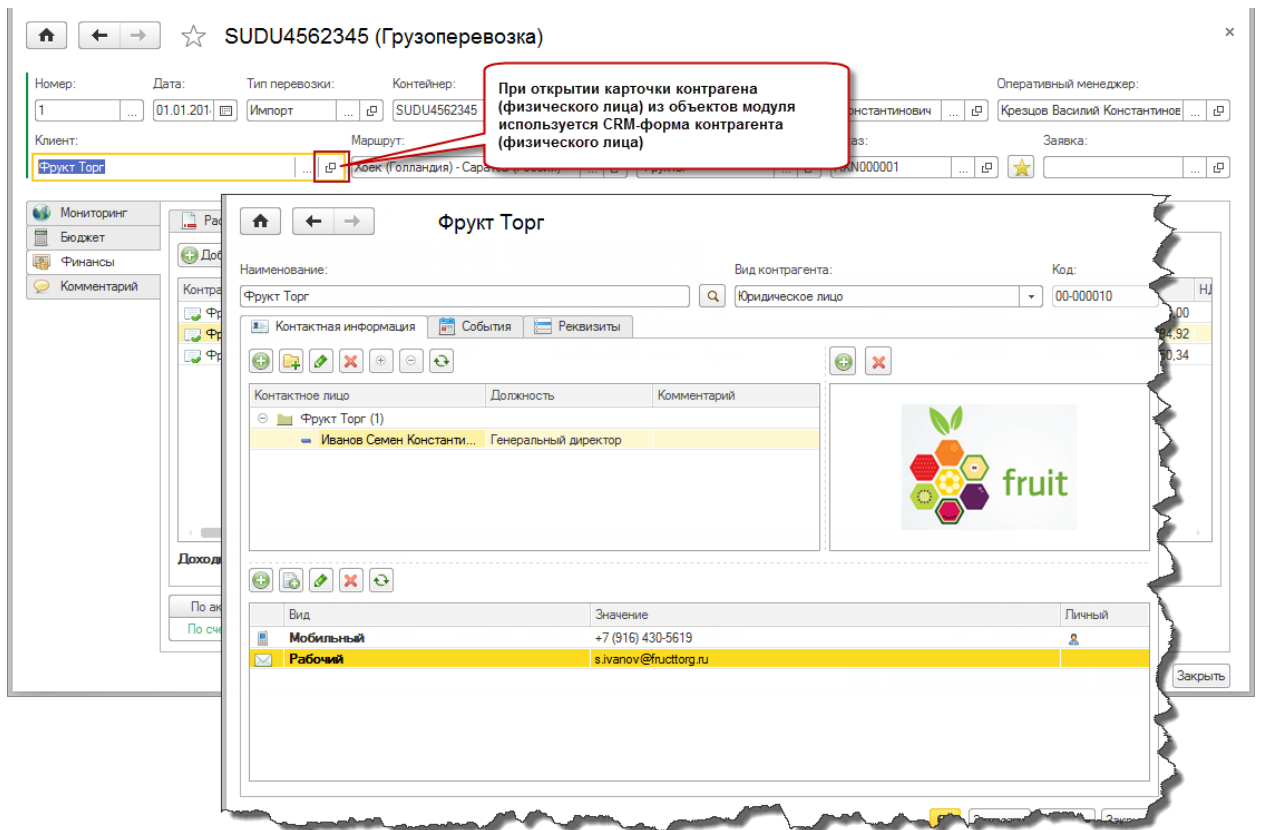 SUDU4562345 (Грузоперевозка)
Номер:
Дата:
Тип перевозки:
Контейнер:
Оперативный менеджер:
1
01.01.201
Импорт
SUDU4562345
Крезцов Василий Константинов
При открытии карточки контрагена
(физического лица) из объектов модуля
используется CRM-форма контрагента
(физического лица)
Клиент:
Маршрут:
Заявка:
Фрукт Торг
Хоек (Голландия) - Сара
Мониторинг
Бюджет
Финансы
Комментарий
Фрукт Торг
Наименование:
Вид контрагента:
Код:
Фрукт Торг
Юридическое лицо
00-000010
Контактная информация
События
Реквизиты
Контактное лицо
Должность
Комментарий
Фрукт Торг (1)
Иванов Семен Константи...
Генеральный директор
fruit
Вид
Значение
Личный
Мобильный
+7 (916) 430-5619
Рабочий
s.ivanov@fructtorg.ru
Закрыть